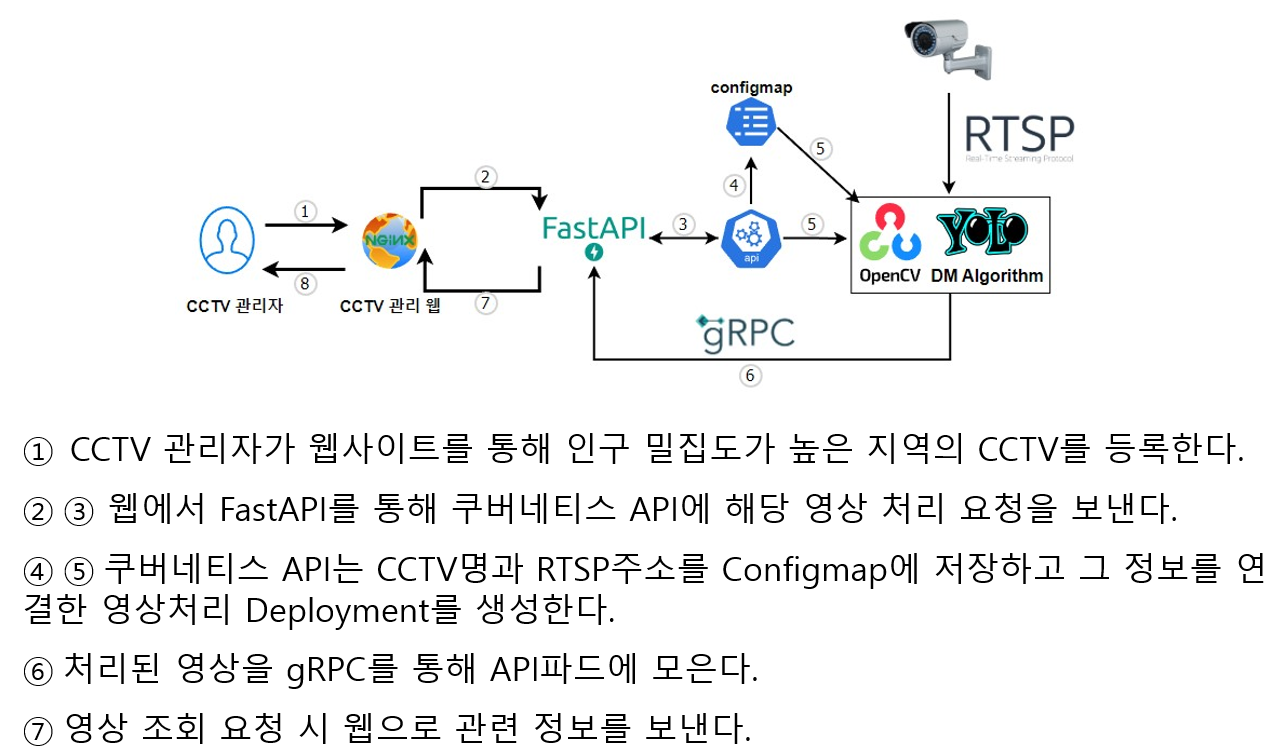 configmap
RTSP
Real-Time Streaming Protocol
⑤
②
④
①
NGINX
FastAPI
③
api
⑤
YOLO
OpenCV
DM Algorithm
⑧
CCTV 관리자
CCTV 관리 웹
⑦
gRPC
⑥
① CCTV 관리자가 웹사이트를 통해 인구 밀집도가 높은 지역의 CCTV를 등록한다.
② ③ 웹에서 FastAPI를 통해 쿠버네티스 API에 해당 영상 처리 요청을 보낸다.
④ ⑤ 쿠버네티스 API는 CCTV명과 RTSP주소를 Configmap에 저장하고 그 정보를 연
결한 영상처리 Deployment를 생성한다.
⑥ 처리된 영상을 gRPC를 통해 API파드에 모은다.
⑦ 영상 조회 요청 시 웹으로 관련 정보를 보낸다.